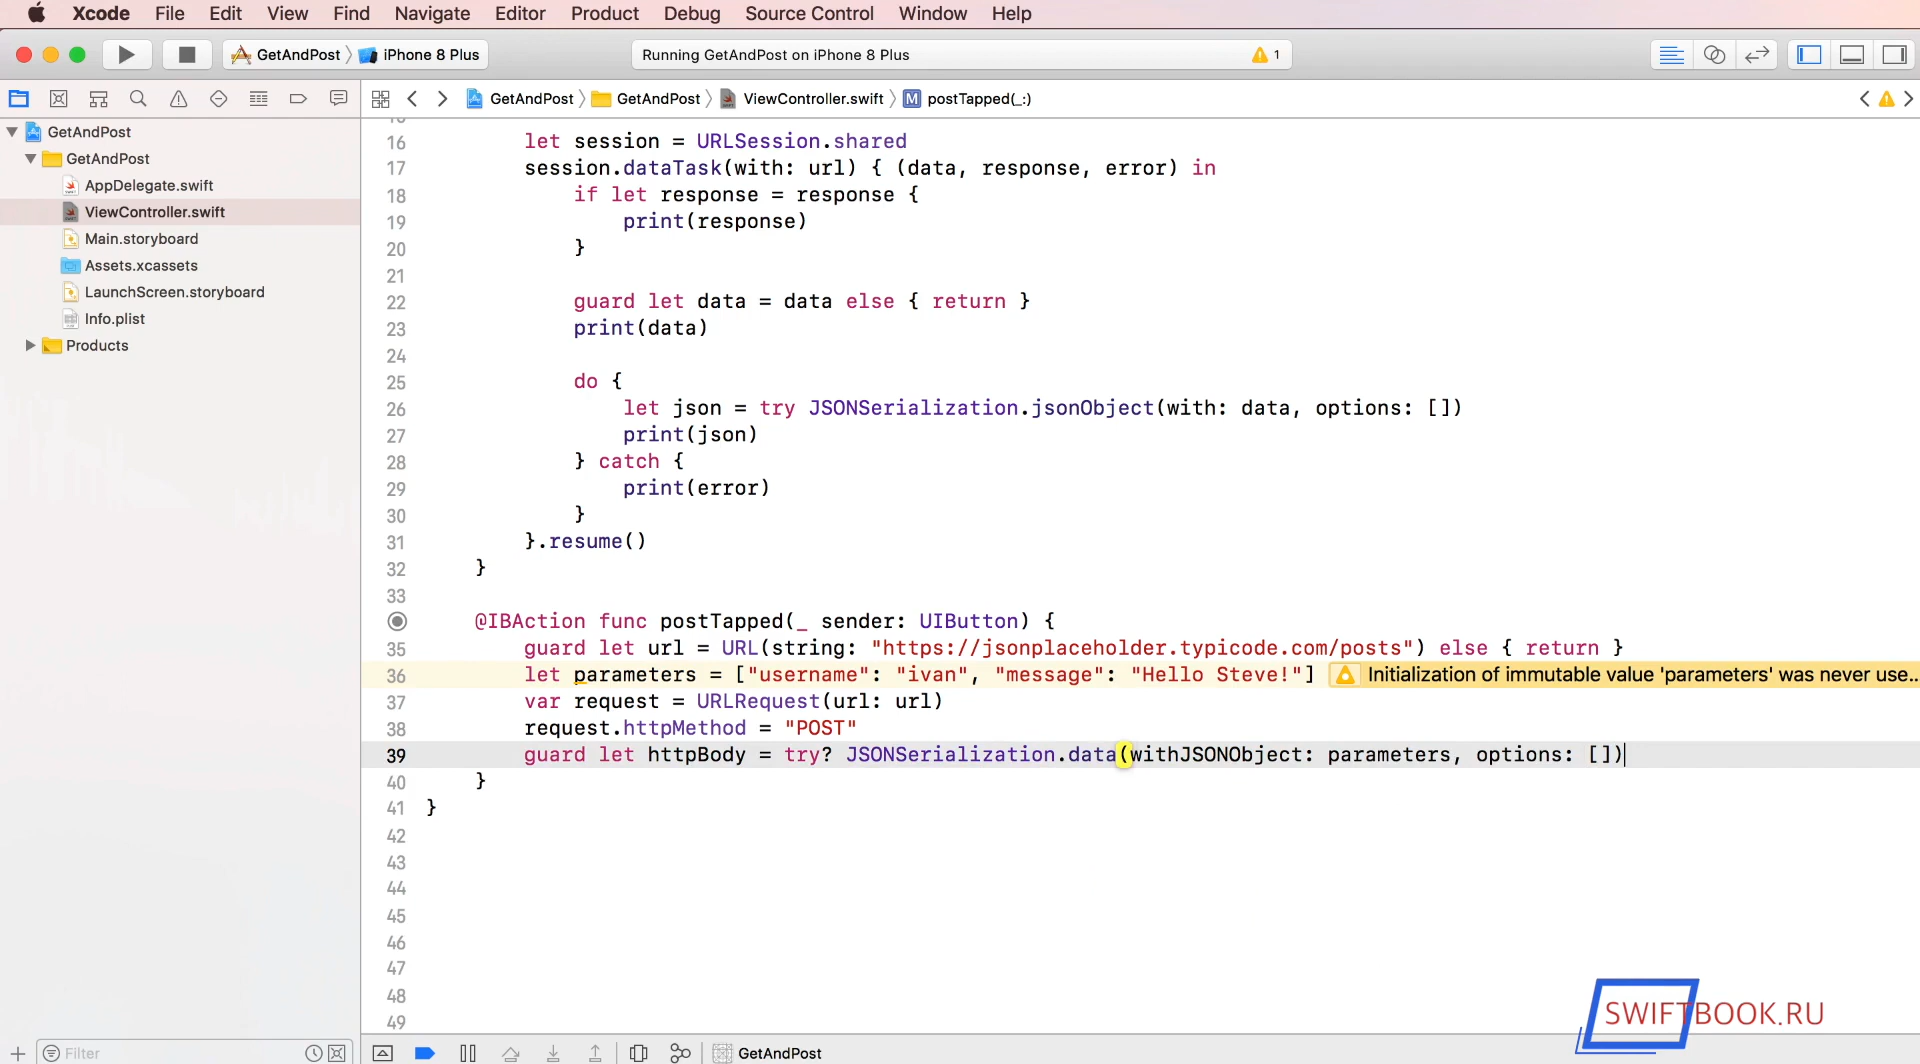 Xcode File Edit View Find Navigate Editor Product Debug Source Control Window Help
GetAndPost iPhone 8 Plus Running GetAndPost on iPhone 8 Plus 1
GetAndPost GetAndPost ViewController.swift M postTapped(_:)
GetAndPost
GetAndPost
AppDelegate.swift
ViewController.swift
Main.storyboard
Assets.xcassets
LaunchScreen.storyboard
Info.plist
Products
16 let session = URLSession.shared
17 session.dataTask(with: url) { (data, response, error) in
18 if let response = response {
19 print(response)
20 }
21
22 guard let data = data else { return }
23 print(data)
24
25 do {
26 let json = try JSONSerialization.jsonObject(with: data, options: [])
27 print(json)
28 } catch {
29 print(error)
30 }
31 }.resume()
32 }
33
@IBAction func postTapped(_ sender: UIButton) {
35 guard let url = URL(string: "https://jsonplaceholder.typicode.com/posts") else { return }
36 let parameters = ["username": "ivan", "message": "Hello Steve!"] Initialization of immutable value 'parameters' was never use...
37 var request = URLRequest(url: url)
38 request.httpMethod = "POST"
39 guard let httpBody = try? JSONSerialization.data(withJSONObject: parameters, options: [])
40 }
41 }
42
43
44
45
46
47
48
49
SWIFTBOOK.RU
Filter GetAndPost